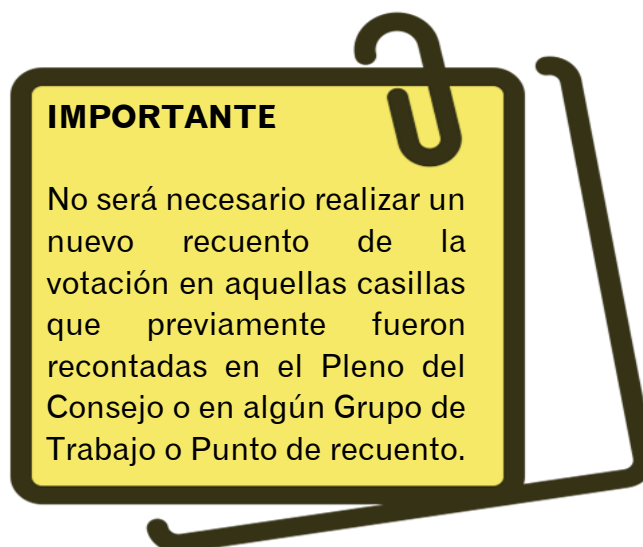 IMPORTANTE
No será necesario realizar un
nuevo recuento de la
votación en aquellas casillas
que previamente fueron
recontadas en el Pleno del
Consejo o en algún Grupo de
Trabajo o Punto de recuento.